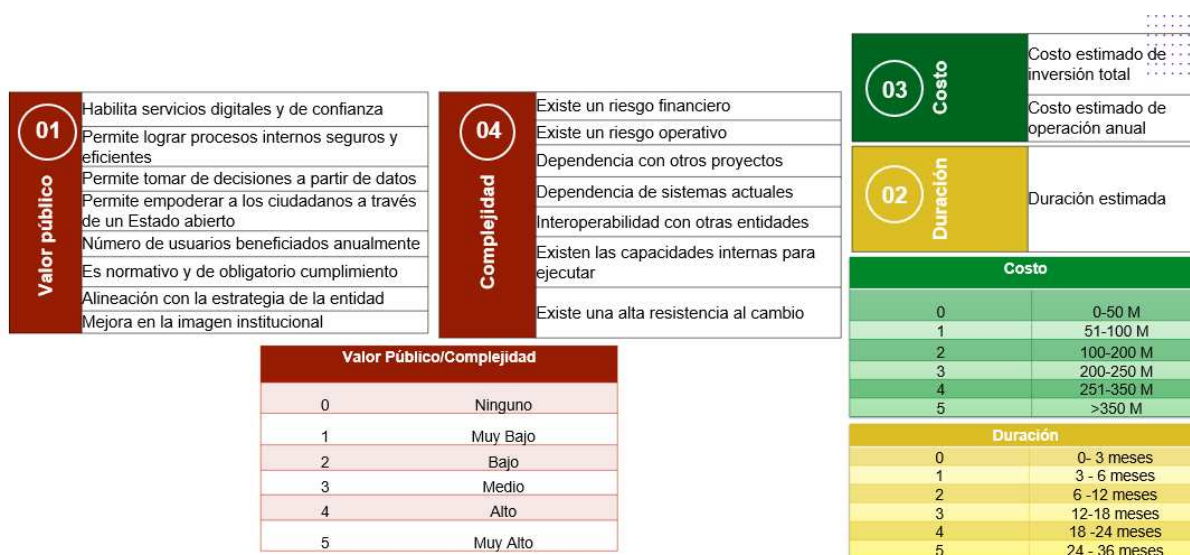 01
Valor público
Habilita servicios digitales y de confianza
Permite lograr procesos internos seguros y
eficientes
Permite tomar de decisiones a partir de datos
Permite empoderar a los ciudadanos a través
de un Estado abierto
Número de usuarios beneficiados anualmente
Es normativo y de obligatorio cumplimiento
Alineación con la estrategia de la entidad
Mejora en la imagen institucional
04
Complejidad
Existe un riesgo financiero
Existe un riesgo operativo
Dependencia con otros proyectos
Dependencia de sistemas actuales
Interoperabilidad con otras entidades
Existen las capacidades internas para
ejecutar
Existe una alta resistencia al cambio
03
Costo
Costo estimado de
inversión total
Costo estimado de
operación anual
02
Duración
Duración estimada
Valor Público/Complejidad
0 Ninguno
1 Muy Bajo
2 Bajo
3 Medio
4 Alto
5 Muy Alto
Costo
0 0-50 M
1 51-100 M
2 100-200 M
3 200-250 M
4 251-350 M
5 >350 M
Duración
0 0- 3 meses
1 3 - 6 meses
2 6 -12 meses
3 12-18 meses
4 18 -24 meses
5 24 - 36 meses